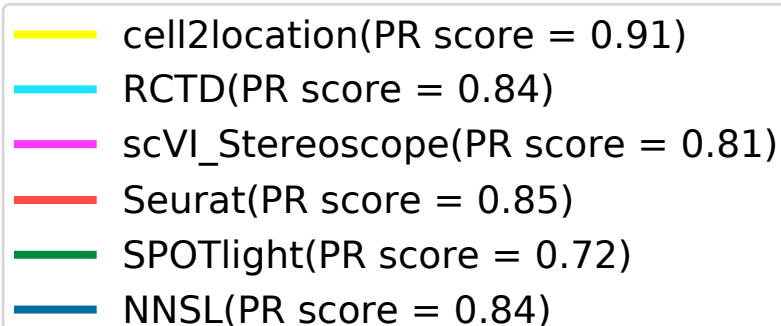 cell2location(PR score = 0.91)
RCTD(PR score = 0.84)
scVI_Stereoscope(PR score = 0.81)
Seurat(PR score = 0.85)
SPOTlight(PR score = 0.72)
NNSL(PR score = 0.84)